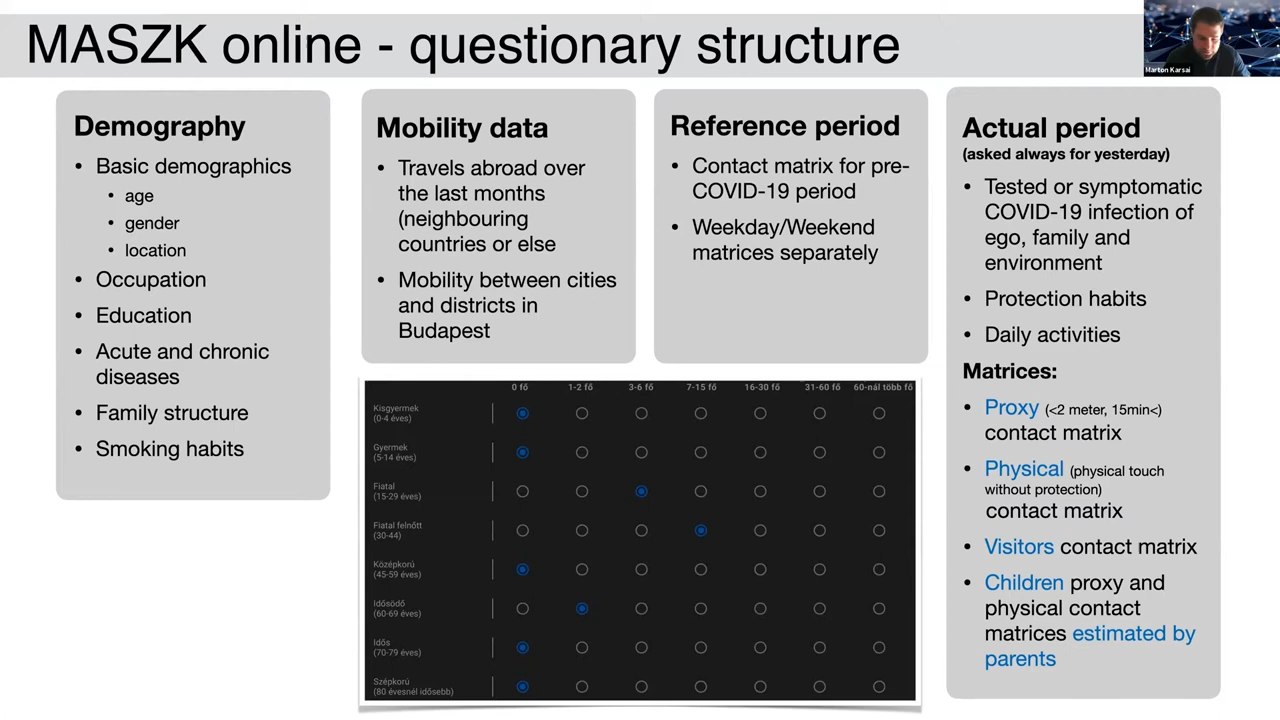 MASZK online - questionary structure
Marton Karsai
Demography
• Basic demographics
• age
• gender
• location
• Occupation
• Education
• Acute and chronic
diseases
• Family structure
• Smoking habits
Mobility data
• Travels abroad over
the last months
(neighbouring
countries or else
• Mobility between cities
and districts in
Budapest
Reference period
• Contact matrix for pre-
COVID-19 period
• Weekday/Weekend
matrices separately
Actual period
(asked always for yesterday)
• Tested or symptomatic
COVID-19 infection of
ego, family and
environment
• Protection habits
• Daily activities
Matrices:
• Proxy (<2 meter, 15min<)
contact matrix
• Physical (physical touch
without protection)
contact matrix
• Visitors contact matrix
• Children proxy and
physical contact
matrices estimated by
parents
0 fő 1-2 fő 3-6 fő 7-15 fő 16-30 fő 31-60 fő 60-nál több fő
Kisgyermek
(0-4 éves)
Gyermek
(5-14 éves)
Fiatal
(15-29 éves)
Fiatal felnőtt
(30-44)
Középkorú
(45-59 éves)
Idősödő
(60-69 éves)
Idős
(70-79 éves)
Szépkorú
(80 évesnél idősebb)